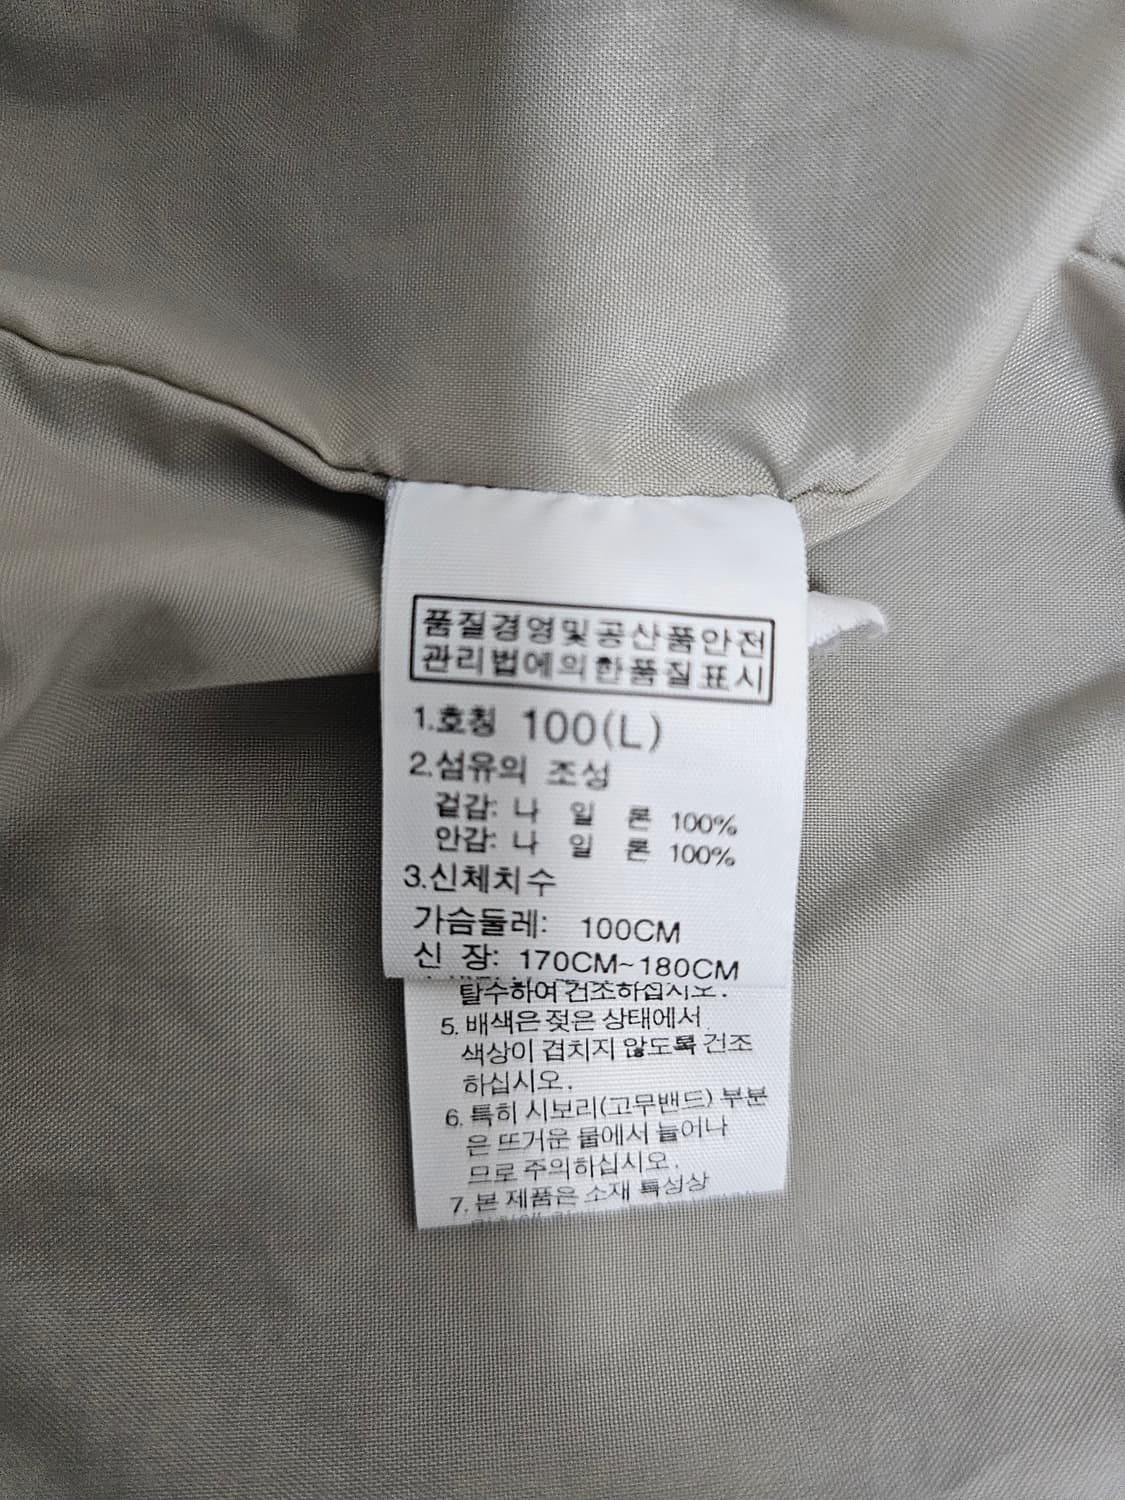 품질경영및공산품안전
관리법에의한품질표시
1.호칭 100(L)
2.섬유의 조성
겉감: 나 일 론 100%
안감: 나 일 론 100%
3.신체치수
가슴둘레: 100CM
신 장: 170CM~180CM
탈수하여 건조하십시오.
5. 배색은 젖은 상태에서
색상이 겹치지 않도록 건조
하십시오.
6. 특히 시보리(고무밴드) 부분
은 뜨거운 물에서 늘어나
므로 주의하십시오.
7. 본 제품은 소재 특성상